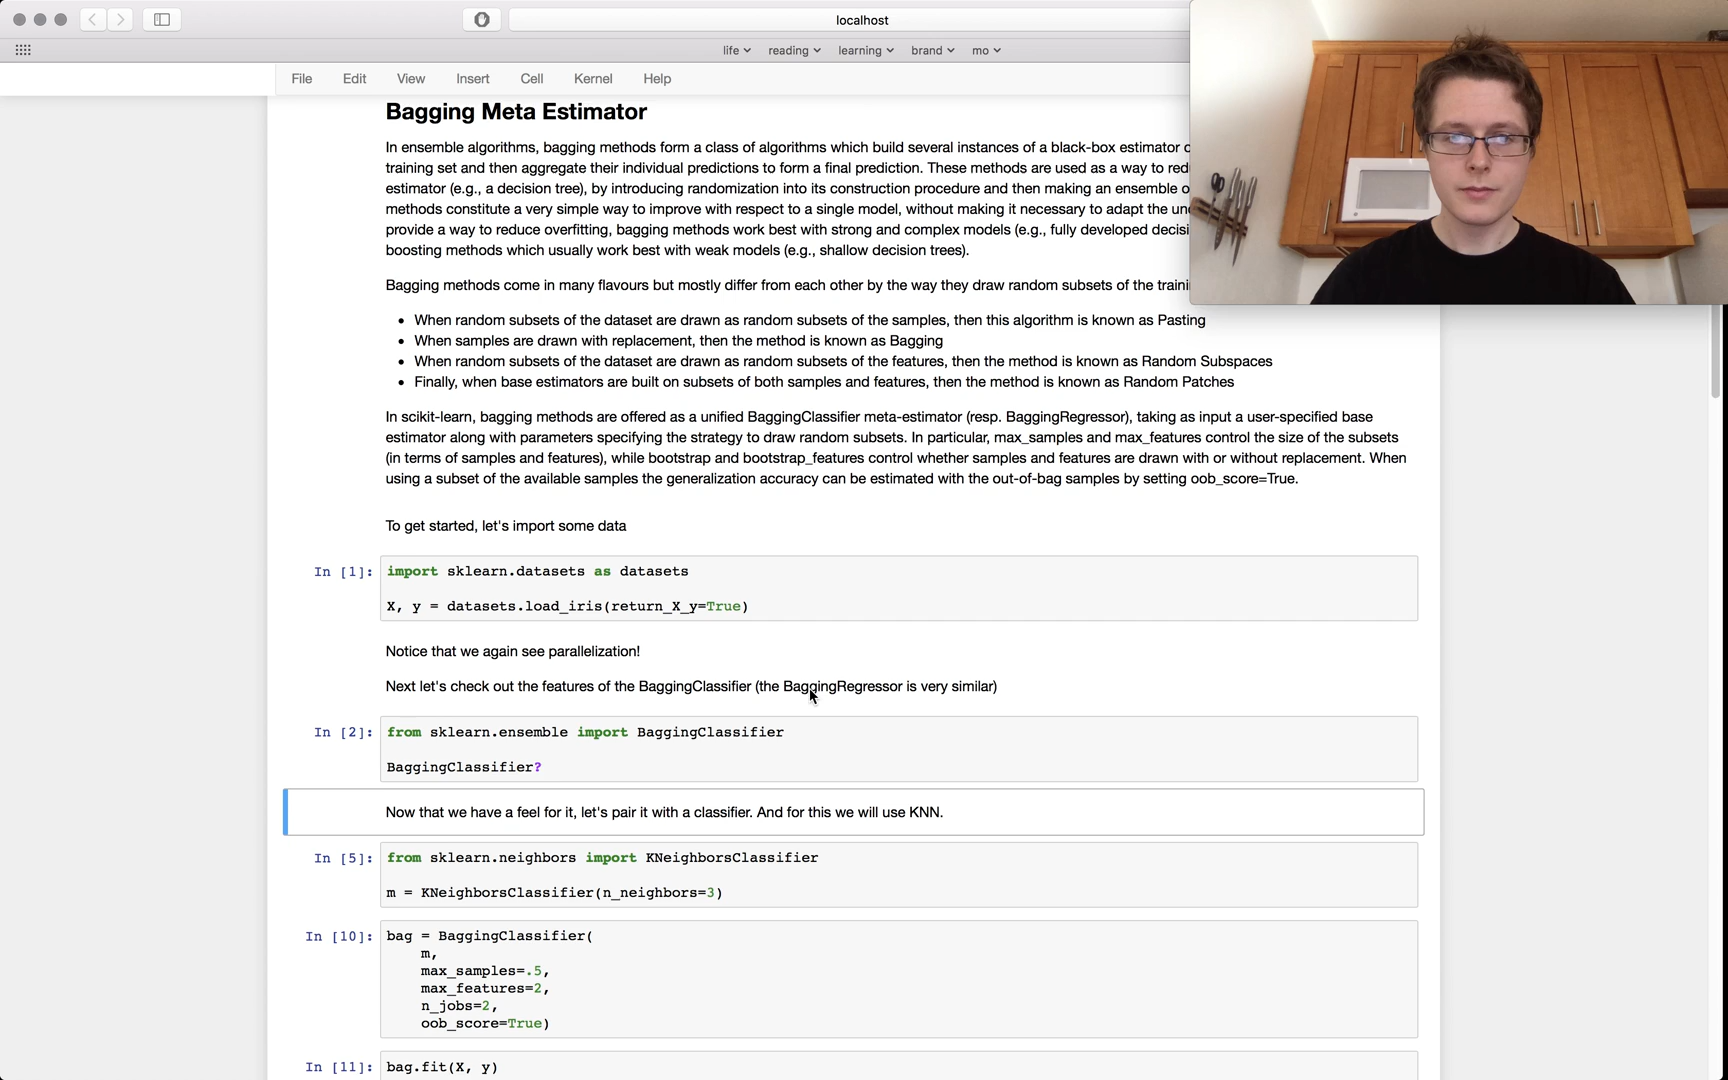 localhost
life reading learning brand mo
File Edit View Insert Cell Kernel Help
Bagging Meta Estimator
In ensemble algorithms, bagging methods form a class of algorithms which build several instances of a black-box estimator
training set and then aggregate their individual predictions to form a final prediction. These methods are used as a way to
estimator (e.g., a decision tree), by introducing randomization into its construction procedure and then making an ensemble
methods constitute a very simple way to improve with respect to a single model, without making it necessary to adapt the
provide a way to reduce overfitting, bagging methods work best with strong and complex models (e.g., fully developed
boosting methods which usually work best with weak models (e.g., shallow decision trees).
Bagging methods come in many flavours but mostly differ from each other by the way they draw random subsets of the
• When random subsets of the dataset are drawn as random subsets of the samples, then this algorithm is known as Pasting
• When samples are drawn with replacement, then the method is known as Bagging
• When random subsets of the dataset are drawn as random subsets of the features, then the method is known as Random Subspaces
• Finally, when base estimators are built on subsets of both samples and features, then the method is known as Random Patches
In scikit-learn, bagging methods are offered as a unified BaggingClassifier meta-estimator (resp. BaggingRegressor), taking as input a user-specified base
estimator along with parameters specifying the strategy to draw random subsets. In particular, max_samples and max_features control the size of the subsets
(in terms of samples and features), while bootstrap and bootstrap_features control whether samples and features are drawn with or without replacement. When
using a subset of the available samples the generalization accuracy can be estimated with the out-of-bag samples by setting oob_score=True.
To get started, let's import some data
In [1]: import sklearn.datasets as datasets
X, y = datasets.load_iris(return_X_y=True)
Notice that we again see parallelization!
Next let's check out the features of the BaggingClassifier (the BaggingRegressor is very similar)
In [2]: from sklearn.ensemble import BaggingClassifier
BaggingClassifier?
Now that we have a feel for it, let's pair it with a classifier. And for this we will use KNN.
In [5]: from sklearn.neighbors import KNeighborsClassifier
m = KNeighborsClassifier(n_neighbors=3)
In [10]: bag = BaggingClassifier(
m,
max_samples=.5,
max_features=2,
n_jobs=2,
oob_score=True)
In [11]: bag.fit(X, y)